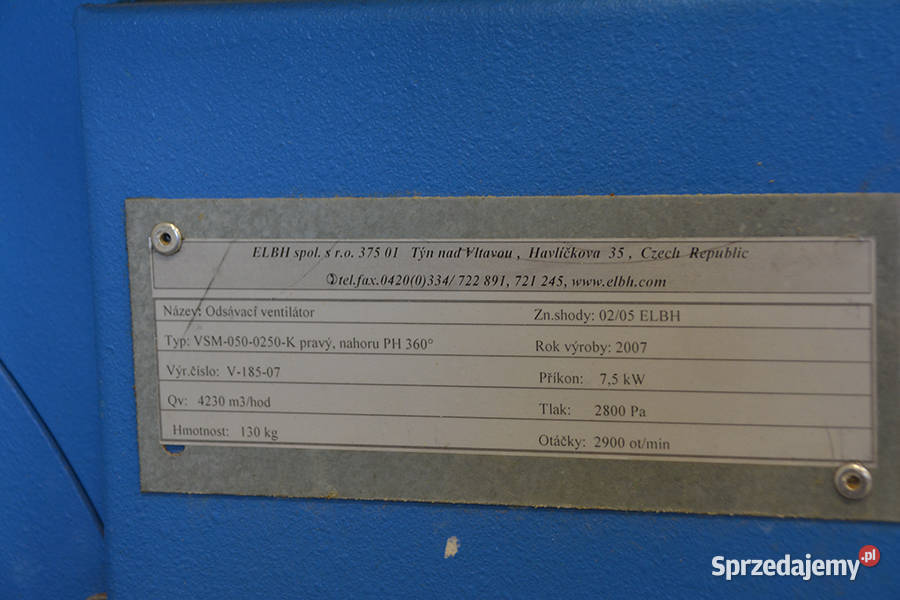 ELBH spol. s r.o. 375 01 Týn nad Vltavou , Havlíčkova 35 , Czech Republic
✆tel.fax.0420(0)334/ 722 891, 721 245, www.elbh.com
Název: Odsávací ventilátor Zn.shody: 02/05 ELBH
Typ: VSM-050-0250-K pravý, nahoru PH 360° Rok výroby: 2007
Výr.číslo: V-185-07 Příkon: 7,5 kW
Qv: 4230 m3/hod Tlak: 2800 Pa
Hmotnost: 130 kg Otáčky: 2900 ot/min
Sprzedajemy.pl